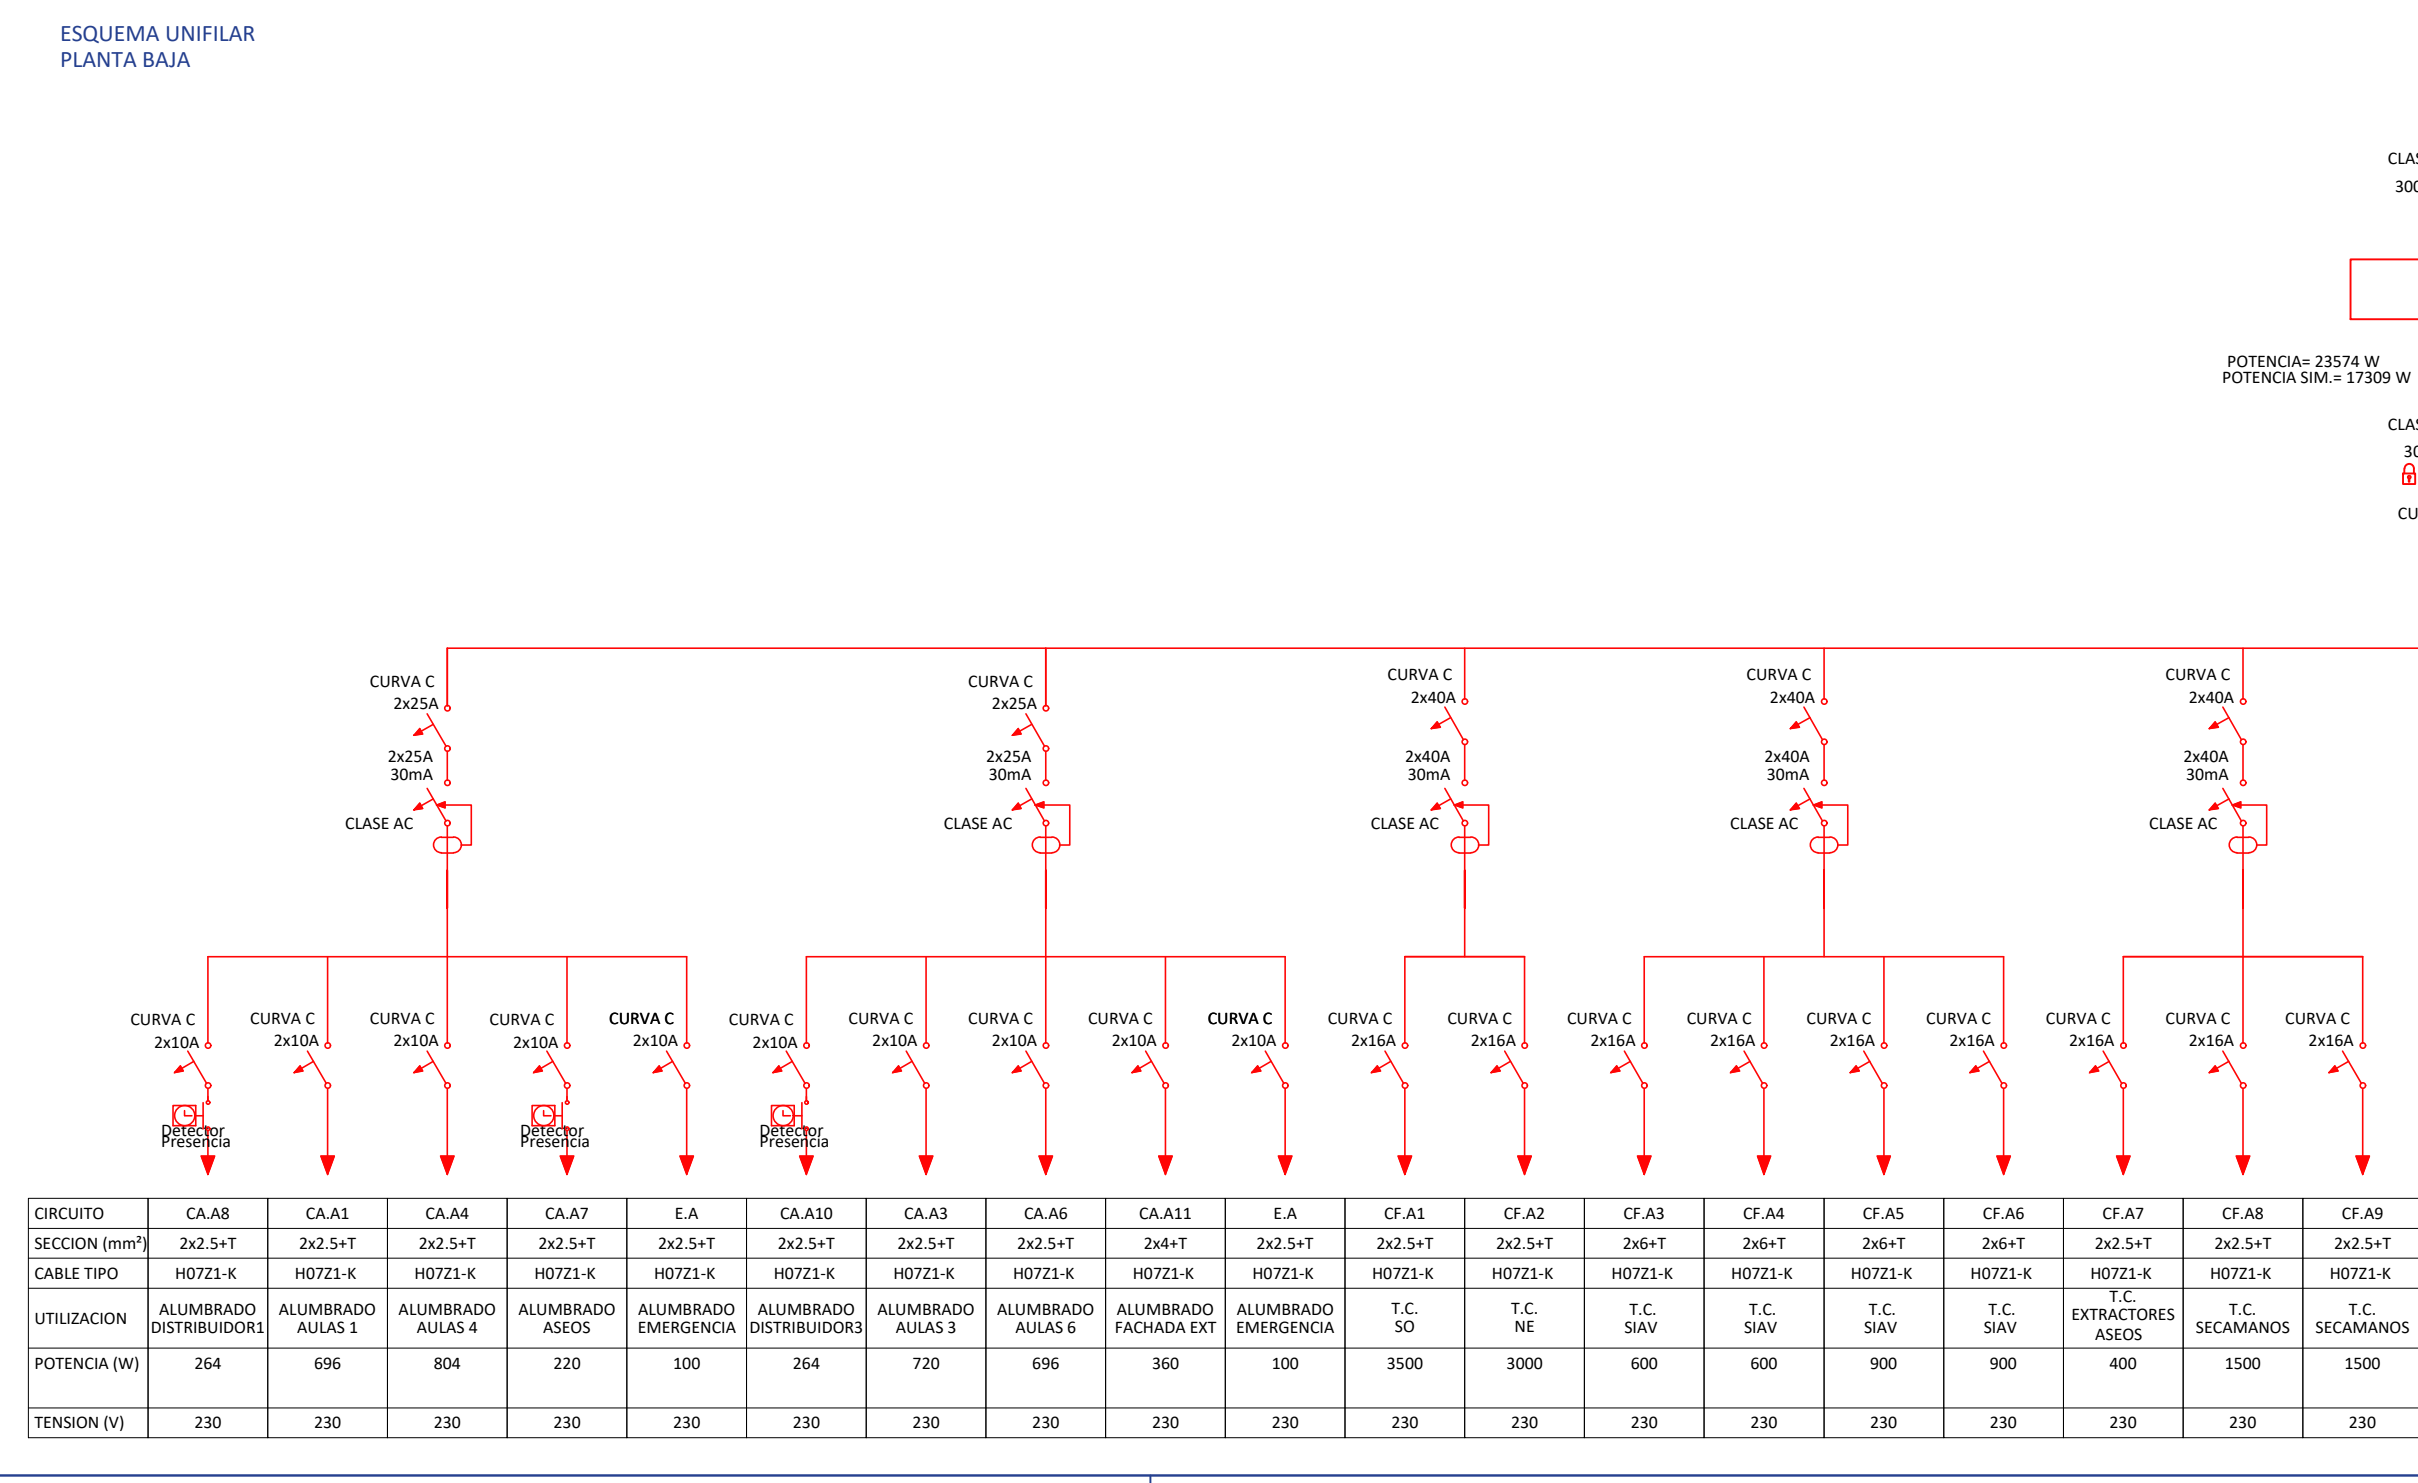 ESQUEMA UNIFILAR
PLANTA BAJA
CLAS
300
POTENCIA= 23574 W
POTENCIA SIM.= 17309 W
CLAS
30
CU
CURVA C CURVA C CURVA C CURVA C CURVA C
2x25A 2x25A 2x40A 2x40A 2x40A
2x25A 2x25A 2x40A 2x40A 2x40A
30mA 30mA 30mA 30mA 30mA
CLASE AC CLASE AC CLASE AC CLASE AC CLASE AC
CURVA C CURVA C CURVA C CURVA C CURVA C CURVA C CURVA C CURVA C CURVA C CURVA C CURVA C CURVA C CURVA C CURVA C CURVA C CURVA C CURVA C CURVA C CURVA C
2x10A 2x10A 2x10A 2x10A 2x10A 2x10A 2x10A 2x10A 2x10A 2x10A 2x16A 2x16A 2x16A 2x16A 2x16A 2x16A 2x16A 2x16A 2x16A
Detector Detector Detector
Presencia Presencia Presencia
CIRCUITO CA.A8 CA.A1 CA.A4 CA.A7 E.A CA.A10 CA.A3 CA.A6 CA.A11 E.A CF.A1 CF.A2 CF.A3 CF.A4 CF.A5 CF.A6 CF.A7 CF.A8 CF.A9
SECCION (mm²) 2x2.5+T 2x2.5+T 2x2.5+T 2x2.5+T 2x2.5+T 2x2.5+T 2x2.5+T 2x2.5+T 2x4+T 2x2.5+T 2x2.5+T 2x2.5+T 2x6+T 2x6+T 2x6+T 2x6+T 2x2.5+T 2x2.5+T 2x2.5+T
CABLE TIPO H07Z1-K H07Z1-K H07Z1-K H07Z1-K H07Z1-K H07Z1-K H07Z1-K H07Z1-K H07Z1-K H07Z1-K H07Z1-K H07Z1-K H07Z1-K H07Z1-K H07Z1-K H07Z1-K H07Z1-K H07Z1-K H07Z1-K
UTILIZACION
ALUMBRADO
DISTRIBUIDOR1
ALUMBRADO
AULAS 1
ALUMBRADO
AULAS 4
ALUMBRADO
ASEOS
ALUMBRADO
EMERGENCIA
ALUMBRADO
DISTRIBUIDOR3
ALUMBRADO
AULAS 3
ALUMBRADO
AULAS 6
ALUMBRADO
FACHADA EXT
ALUMBRADO
EMERGENCIA
T.C.
SO
T.C.
NE
T.C.
SIAV
T.C.
SIAV
T.C.
SIAV
T.C.
SIAV
T.C.
EXTRACTORES
ASEOS
T.C.
SECAMANOS
T.C.
SECAMANOS
POTENCIA (W) 264 696 804 220 100 264 720 696 360 100 3500 3000 600 600 900 900 400 1500 1500
TENSION (V) 230 230 230 230 230 230 230 230 230 230 230 230 230 230 230 230 230 230 230